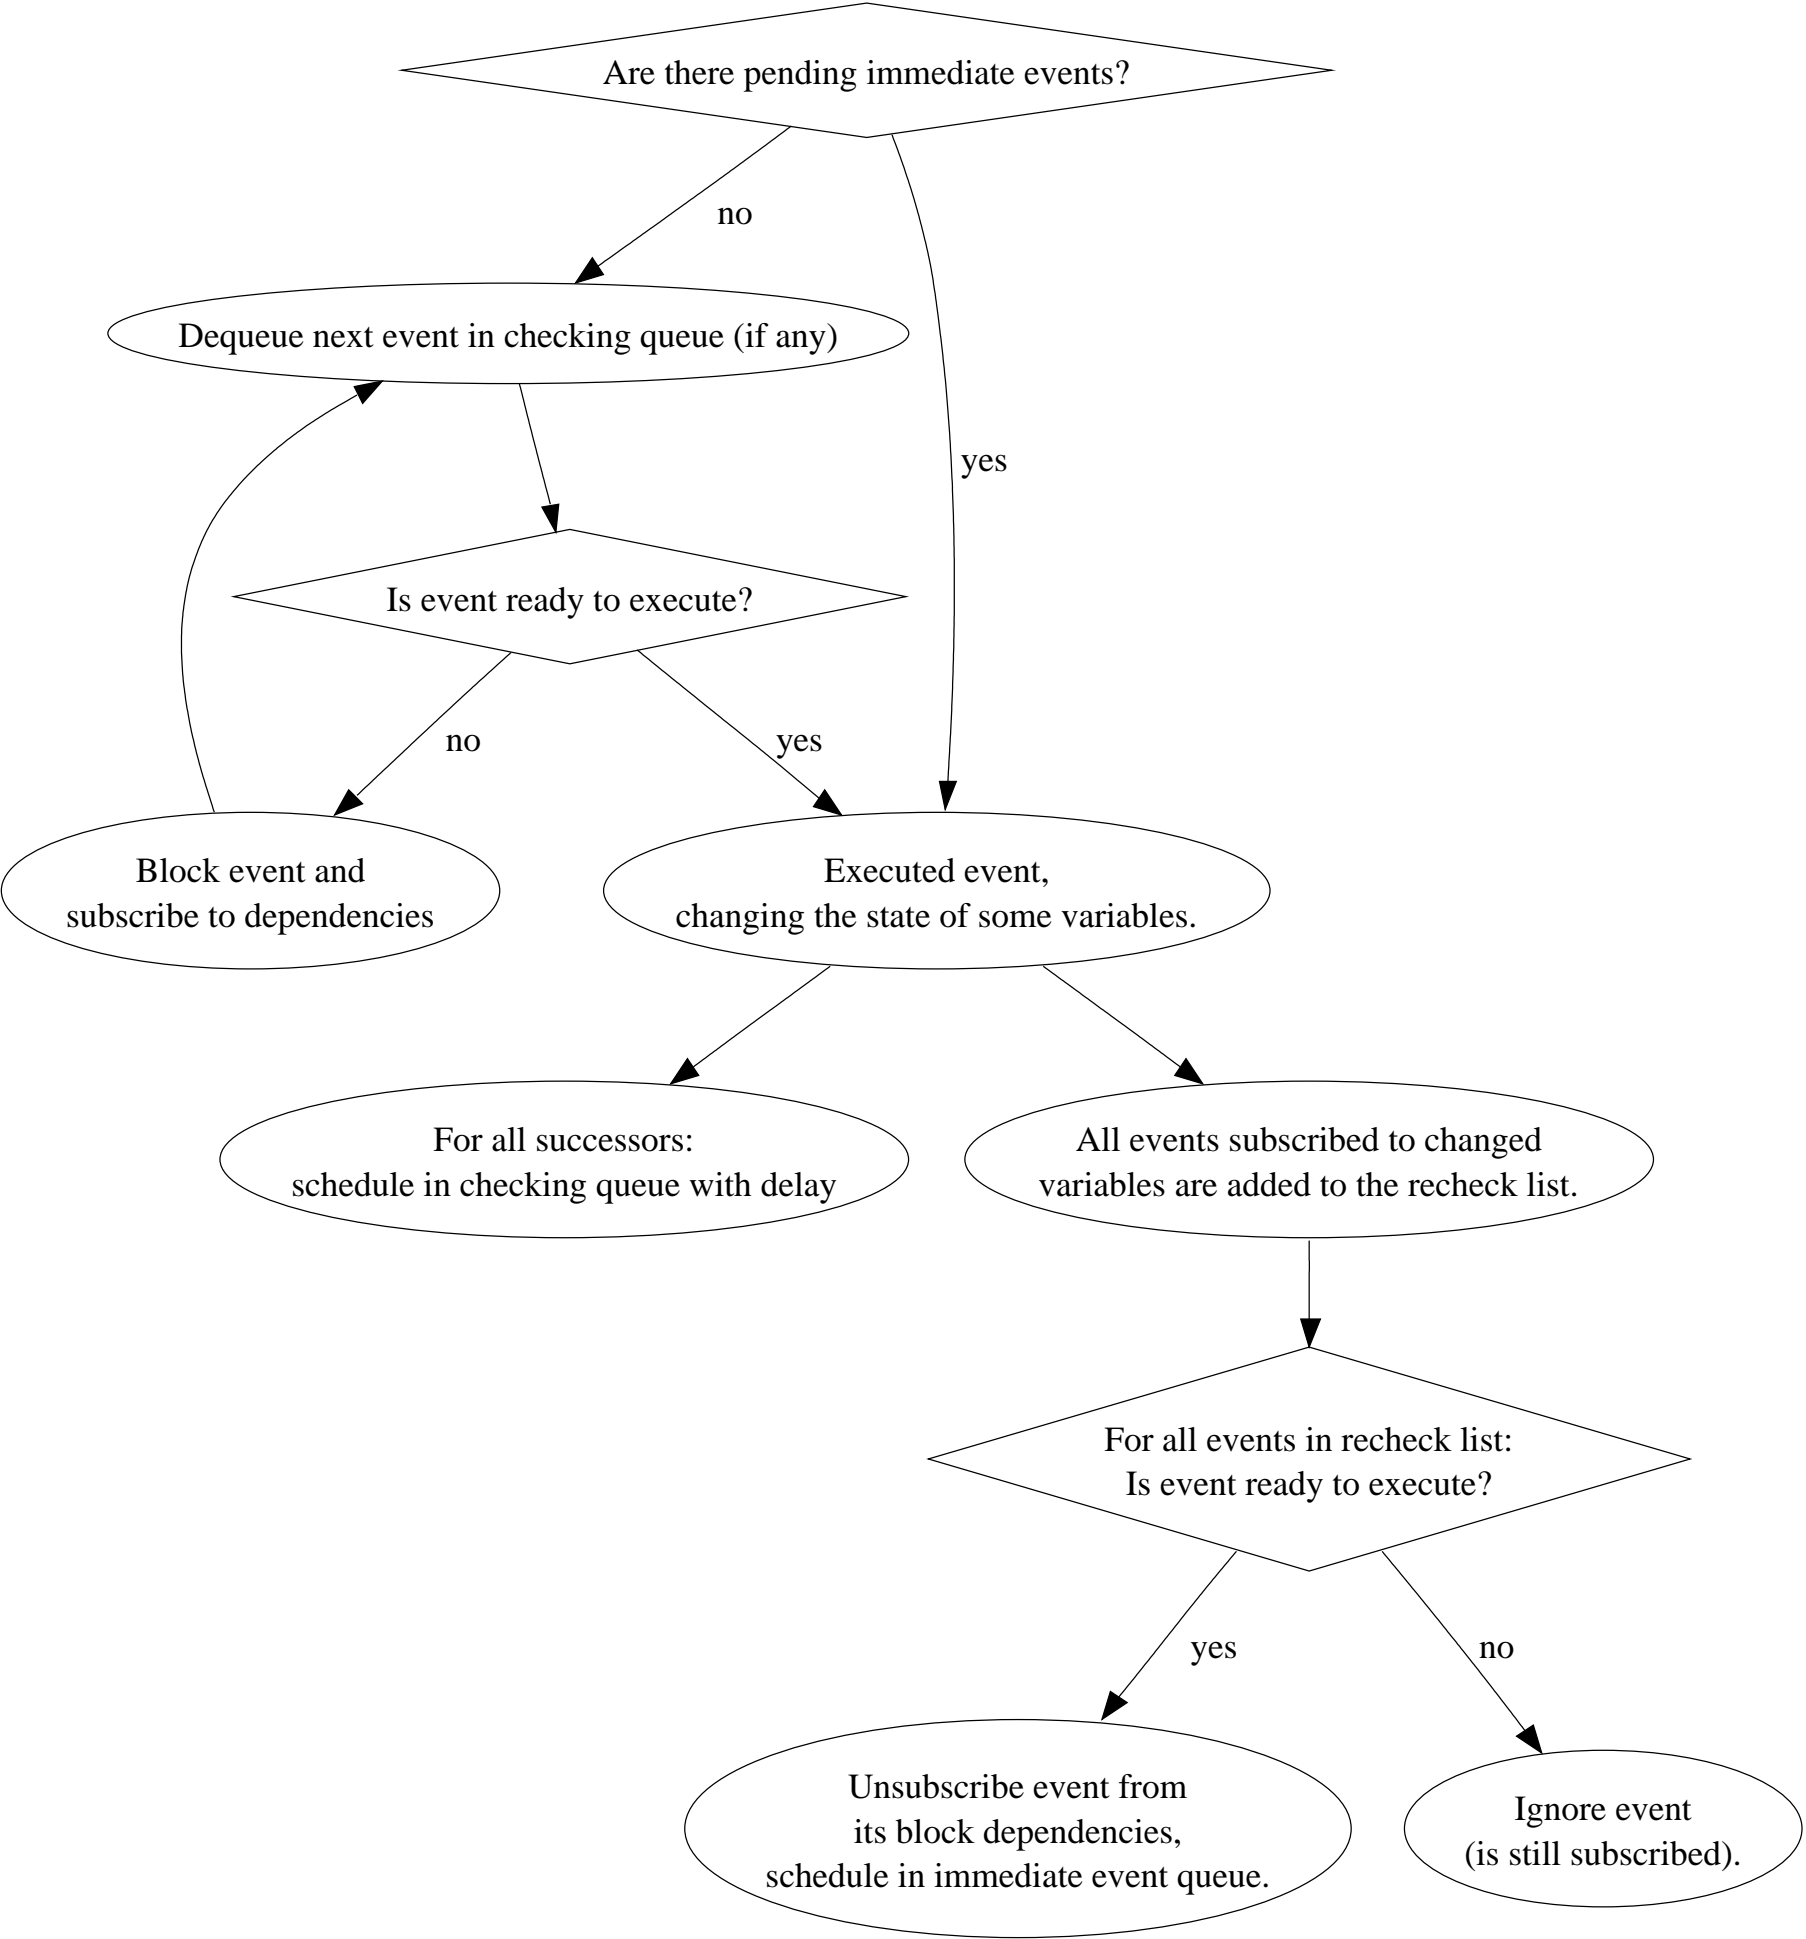 Are there pending immediate events?
no
Dequeue next event in checking queue (if any)
yes
Is event ready to execute?
no
yes
Block event and
subscribe to dependencies
Executed event,
changing the state of some variables.
For all successors:
schedule in checking queue with delay
All events subscribed to changed
variables are added to the recheck list.
For all events in recheck list:
Is event ready to execute?
yes
no
Unsubscribe event from
its block dependencies,
schedule in immediate event queue.
Ignore event
(is still subscribed).